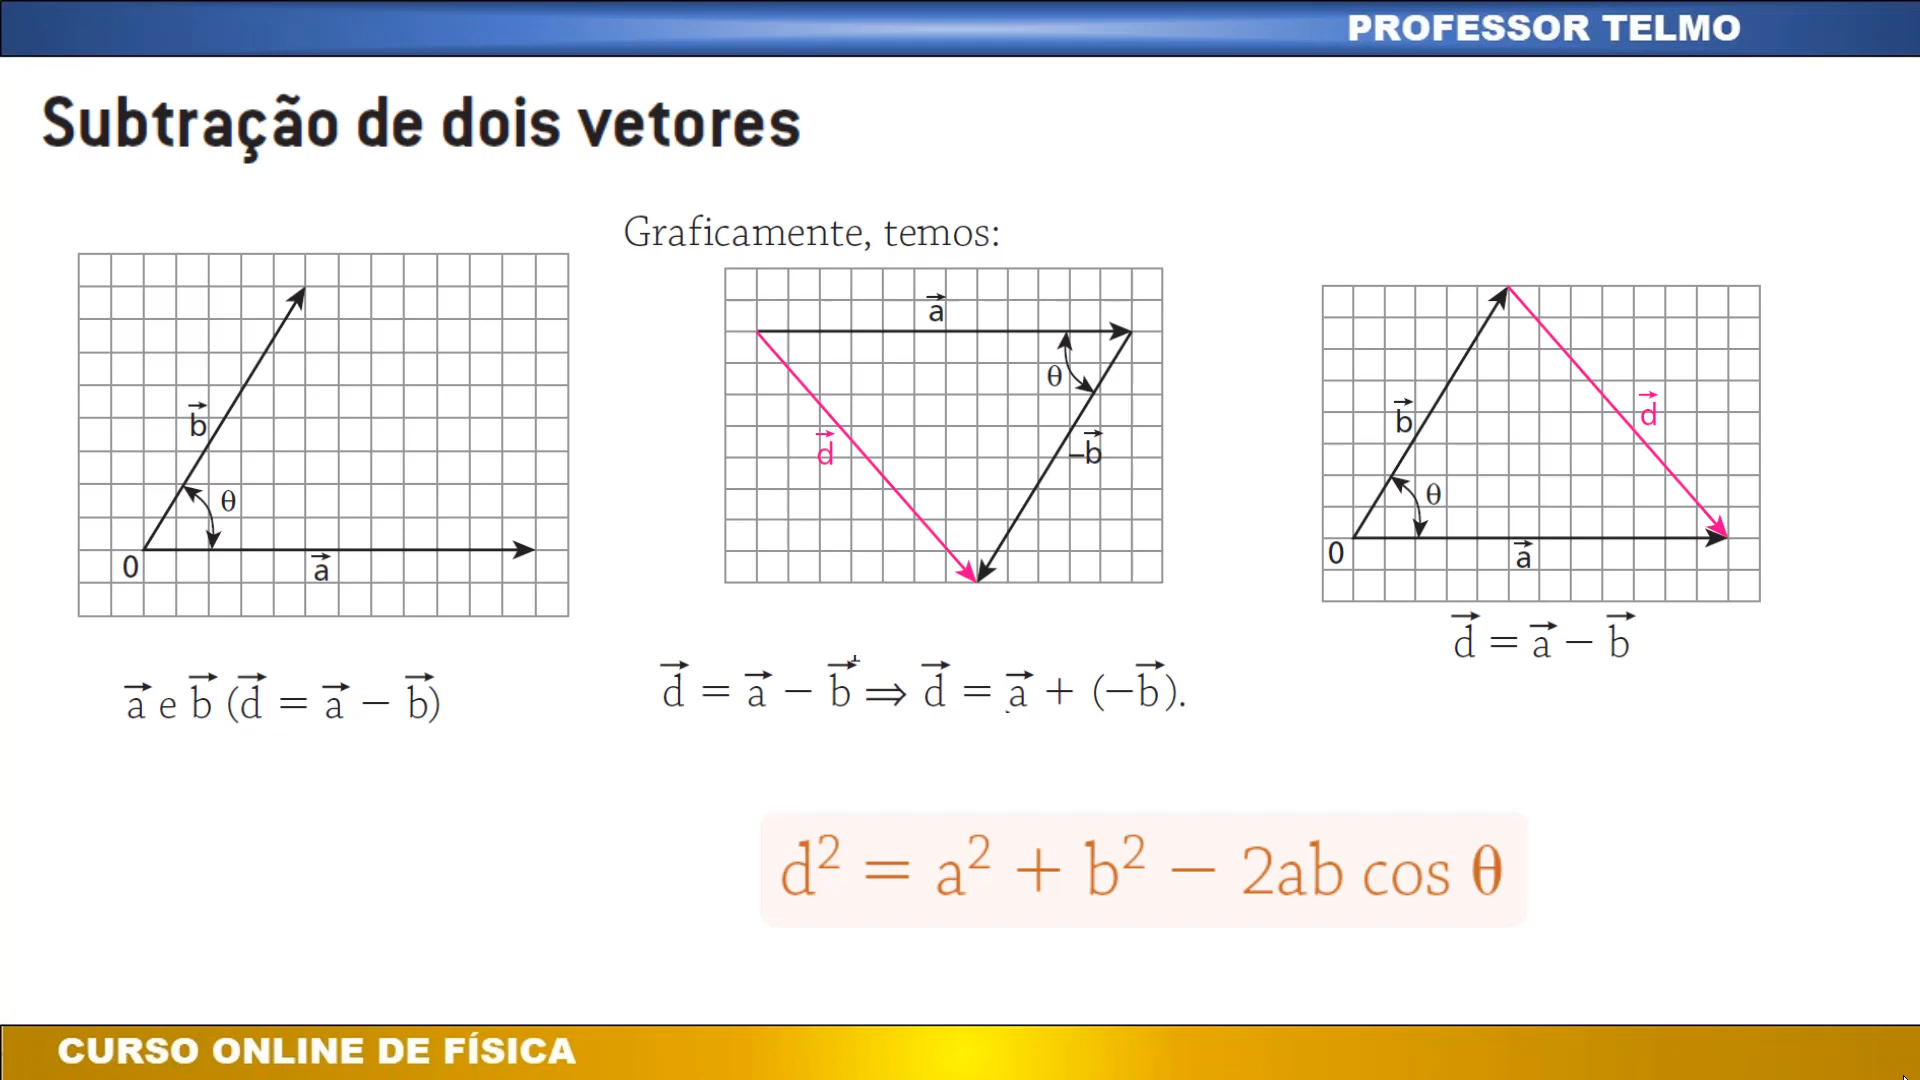 PROFESSOR TELMO
Subtração de dois vetores
Graficamente, temos:
b⃗
θ
0
a⃗
a⃗
θ
d⃗
–b⃗
b⃗
d⃗
θ
0
a⃗
a⃗ e b⃗ (d⃗ = a⃗ − b⃗)
d⃗ = a⃗ − b⃗ ⇒ d⃗ = a⃗ + (−b⃗).
d⃗ = a⃗ − b⃗
d² = a² + b² − 2ab cos θ
CURSO ONLINE DE FÍSICA